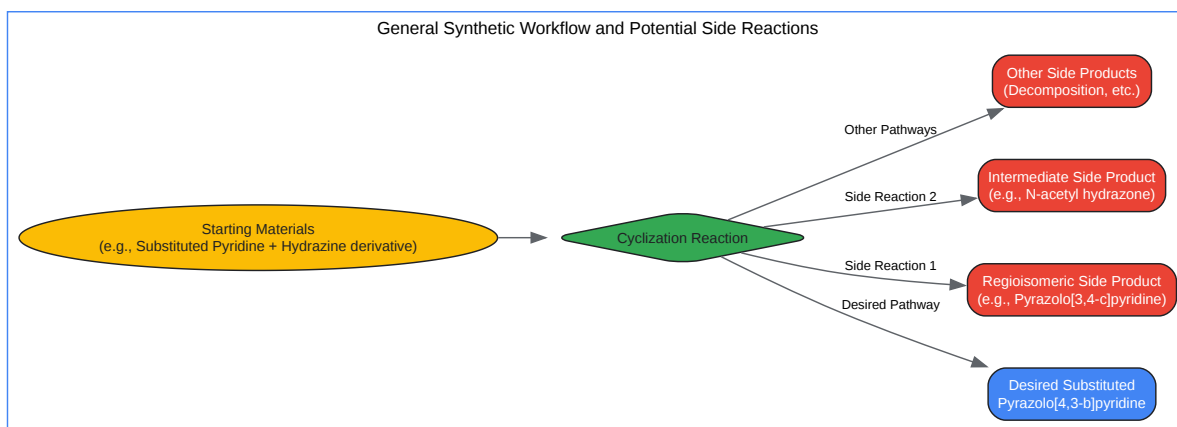 General Synthetic Workflow and Potential Side Reactions
Other Side Products
(Decomposition, etc.)
Other Pathways
Intermediate Side Product
(e.g., N-acetyl hydrazone)
Side Reaction 2
Starting Materials
(e.g., Substituted Pyridine + Hydrazine derivative)
Cyclization Reaction
Side Reaction 1
Regioisomeric Side Product
(e.g., Pyrazolo[3,4-c]pyridine)
Desired Pathway
Desired Substituted
Pyrazolo[4,3-b]pyridine